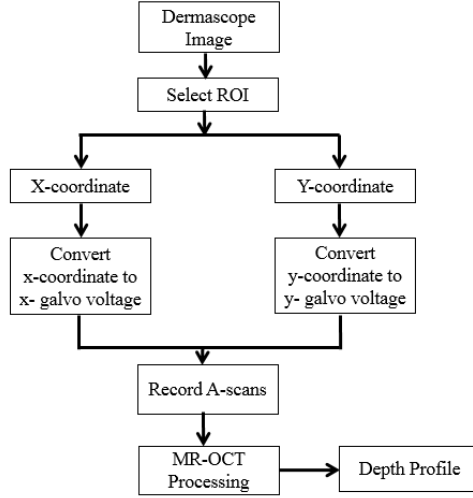 Dermascope
Image
Select ROI
X-coordinate
Y-coordinate
Convert
x-coordinate to
x- galvo voltage
Convert
y-coordinate to
y- galvo voltage
Record A-scans
MR-OCT
Processing
Depth Profile